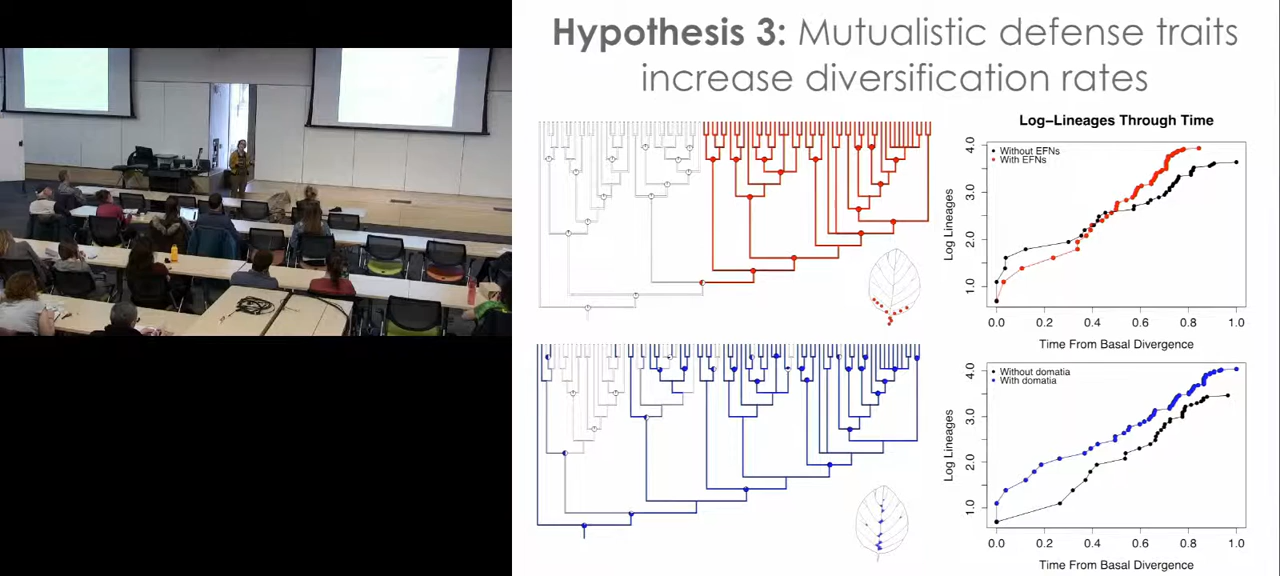 Hypothesis 3: Mutualistic defense traits
increase diversification rates
Log–Lineages Through Time
Without EFNs
With EFNs
Log Lineages
4.0
3.0
2.0
1.0
0.0 0.2 0.4 0.6 0.8 1.0
Time From Basal Divergence
Without domatia
With domatia
Log Lineages
4.0
3.0
2.0
1.0
0.0 0.2 0.4 0.6 0.8 1.0
Time From Basal Divergence